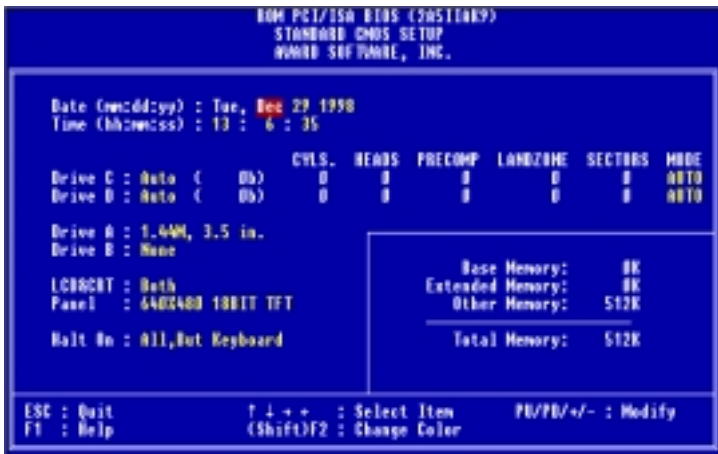 ROM PCI/ISA BIOS (2A5IIAK9)
STANDARD CMOS SETUP
AWARD SOFTWARE, INC.
Date (mm:dd:yy) : Tue, Dec 29 1998
Time (hh:mm:ss) : 13 : 6 : 35
CYLS. HEADS PRECOMP LANDZONE SECTORS MODE
Drive C : Auto ( 0b) 0 0 0 0 0 AUTO
Drive D : Auto ( 0b) 0 0 0 0 0 AUTO
Drive A : 1.44M, 3.5 in.
Drive B : None
LCD&CRT : Both
Panel : 640X480 18BIT TFT
Halt On : All,But Keyboard
Base Memory: 0K
Extended Memory: 0K
Other Memory: 512K
Total Memory: 512K
ESC : Quit ↑ ↓ → ← : Select Item PU/PD/+/- : Modify
F1 : Help (Shift)F2 : Change Color